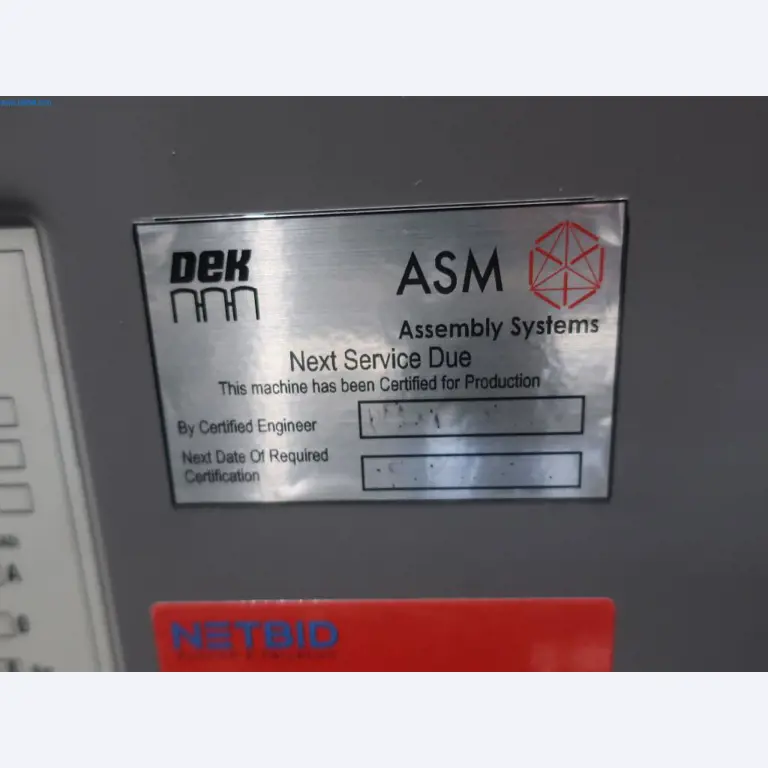 DEK
ASM
Assembly Systems
Next Service Due
This machine has been Certified for Production
By Certified Engineer
Next Date Of Required
Certification
A
NETBID